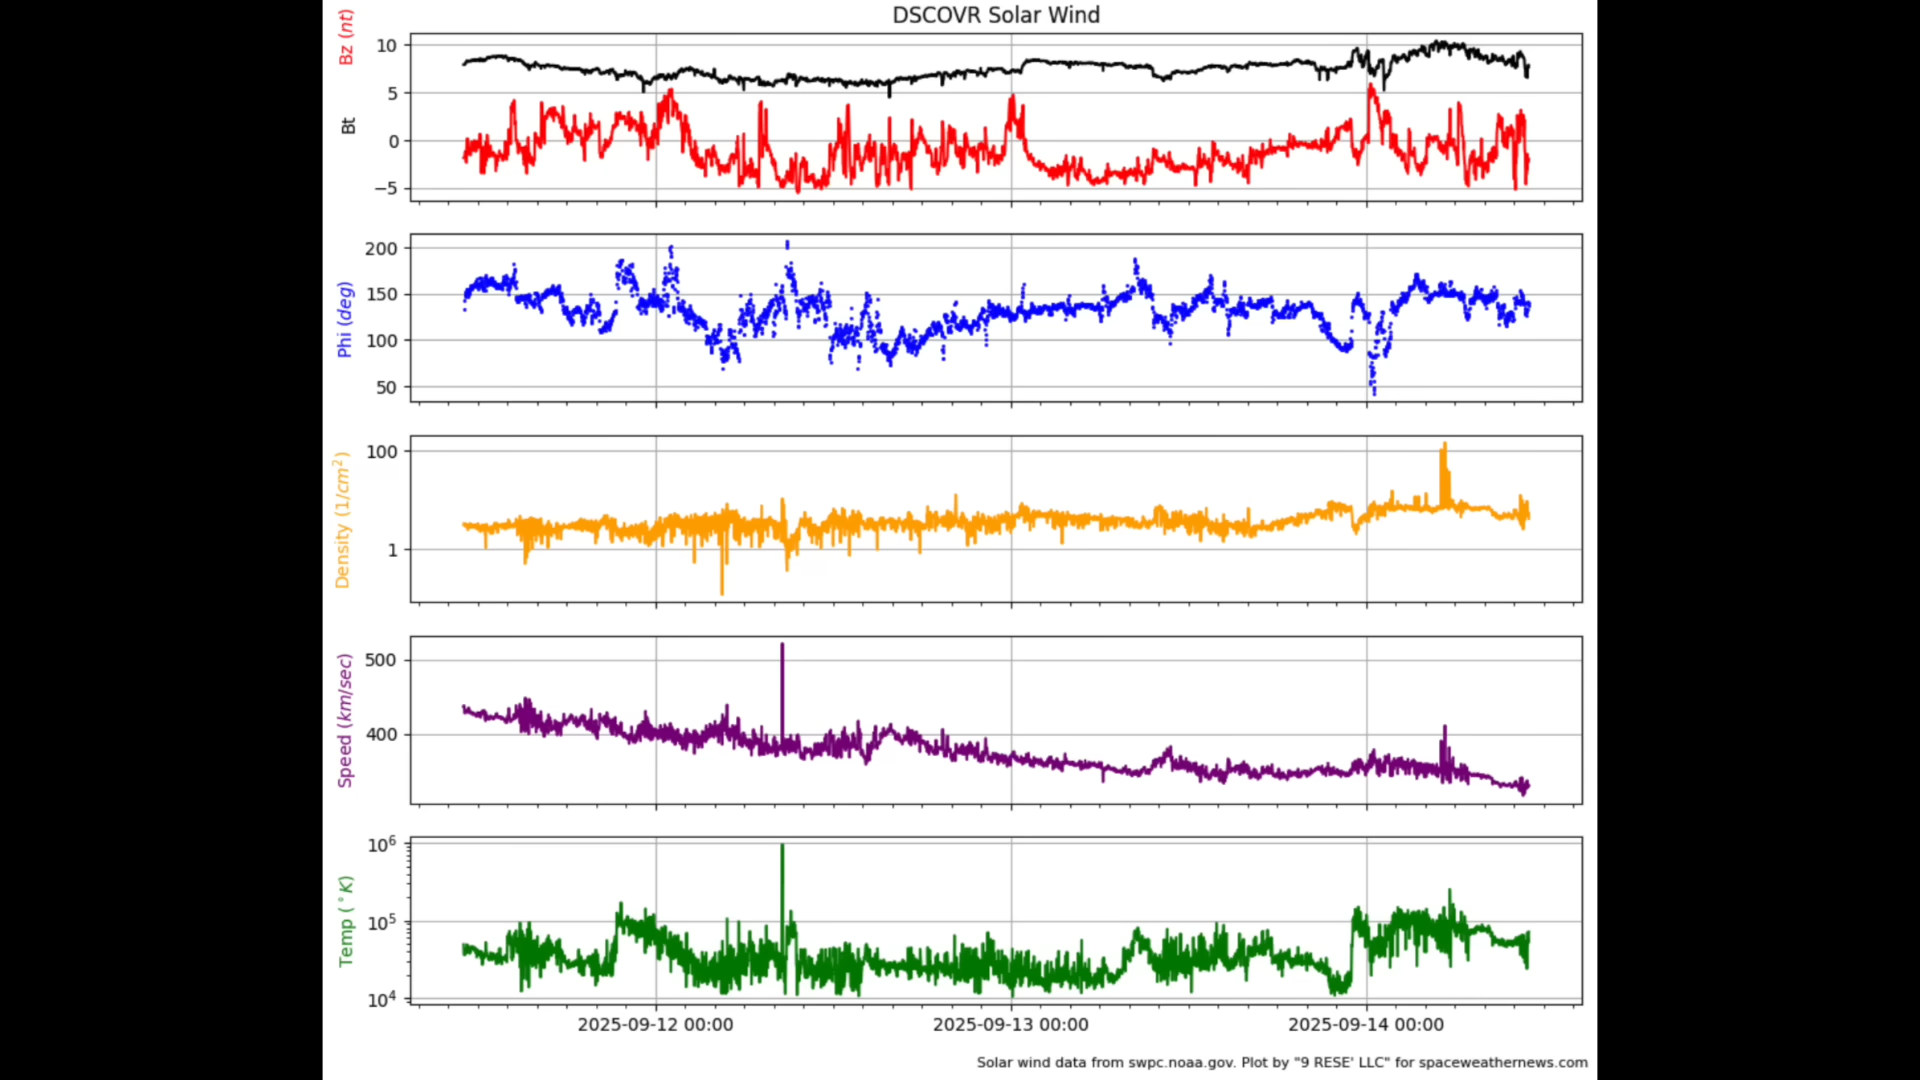 DSCOVR Solar Wind
Bz (nt)
Bt
10
5
0
−5
Phi (deg)
200
150
100
50
Density (1/cm²)
100
1
Speed (km/sec)
500
400
Temp (°K)
10⁶
10⁵
10⁴
2025-09-12 00:00 2025-09-13 00:00 2025-09-14 00:00
Solar wind data from swpc.noaa.gov. Plot by "9 RESE' LLC" for spaceweathernews.com